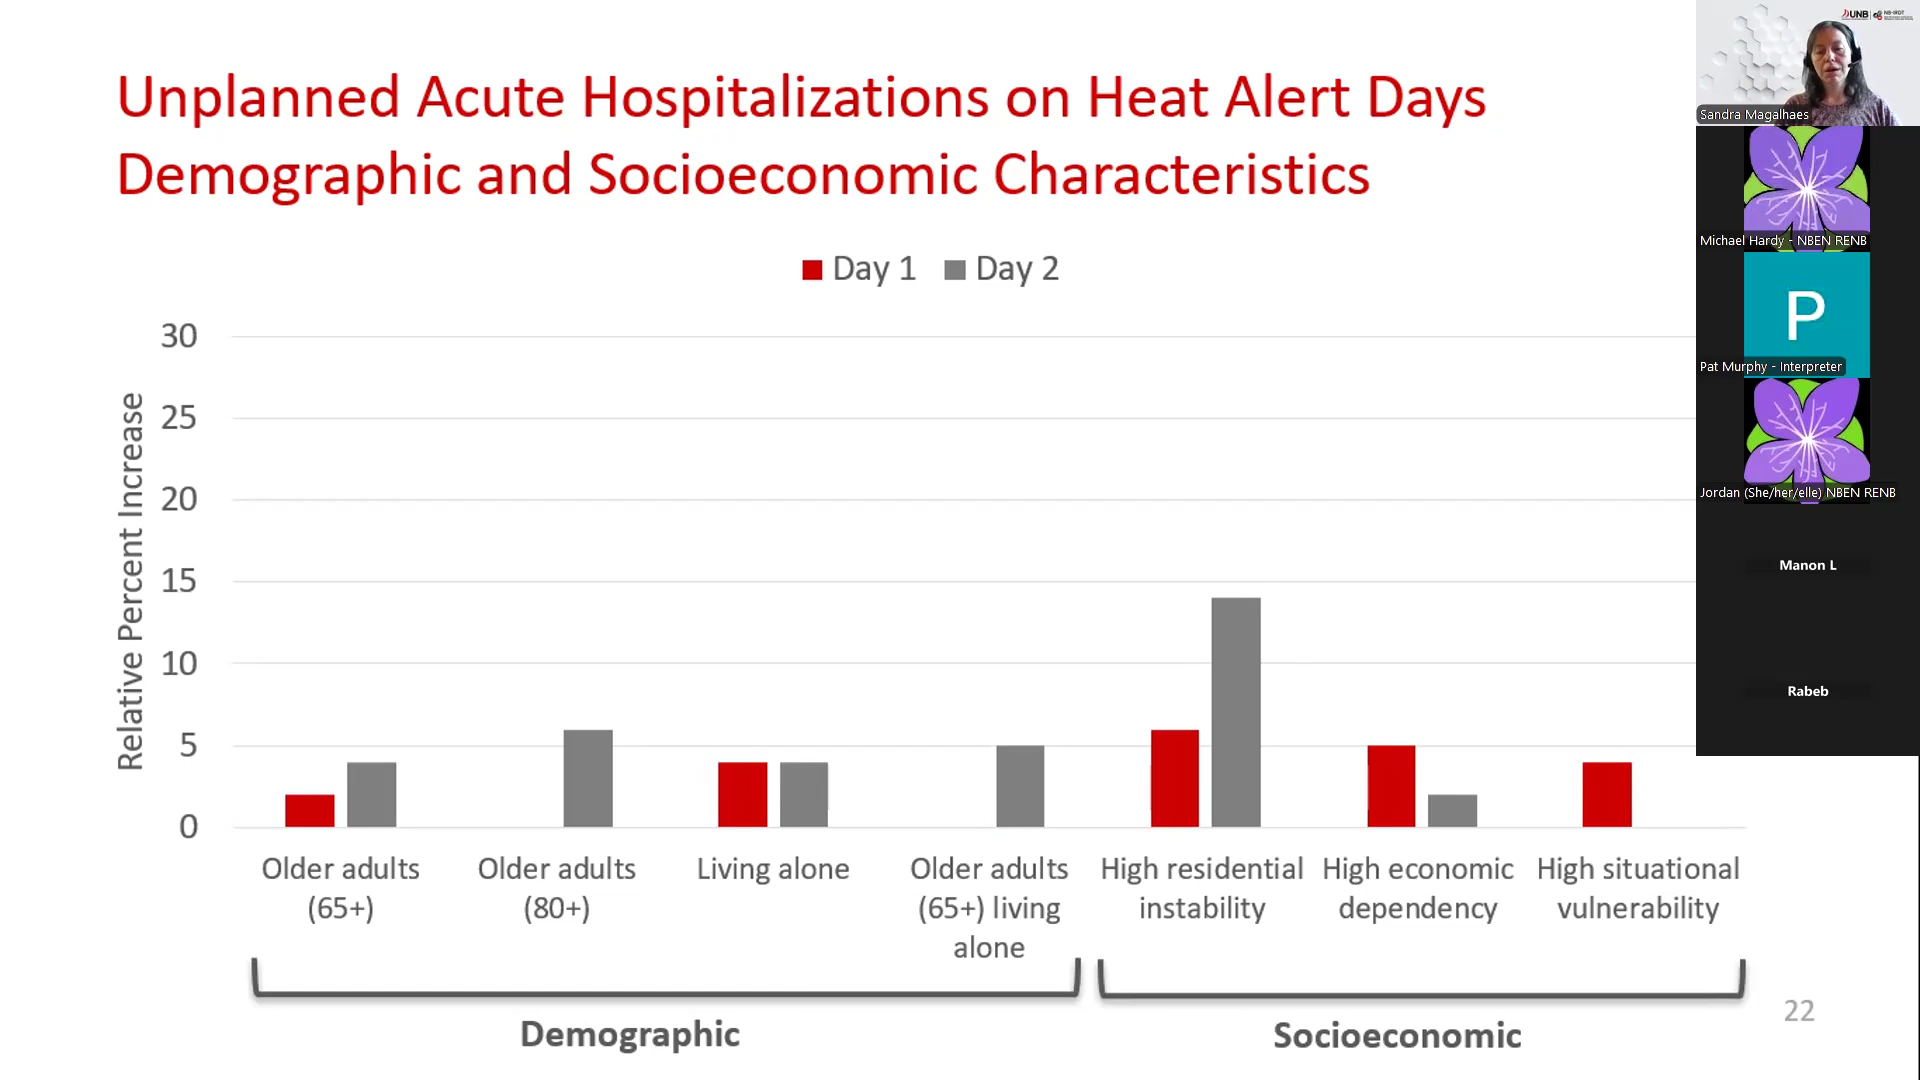 Unplanned Acute Hospitalizations on Heat Alert Days
Demographic and Socioeconomic Characteristics
Day 1 Day 2
Relative Percent Increase
30
25
20
15
10
5
0
Older adults
(65+)
Older adults
(80+)
Living alone
Older adults
(65+) living
alone
High residential
instability
High economic
dependency
High situational
vulnerability
Demographic
Socioeconomic
22
UNB
Sandra Magalhaes
Michael Hardy - NBEN RENB
P
Pat Murphy - Interpreter
Jordan (She/her/elle) NBEN RENB
Manon L
Rabeb